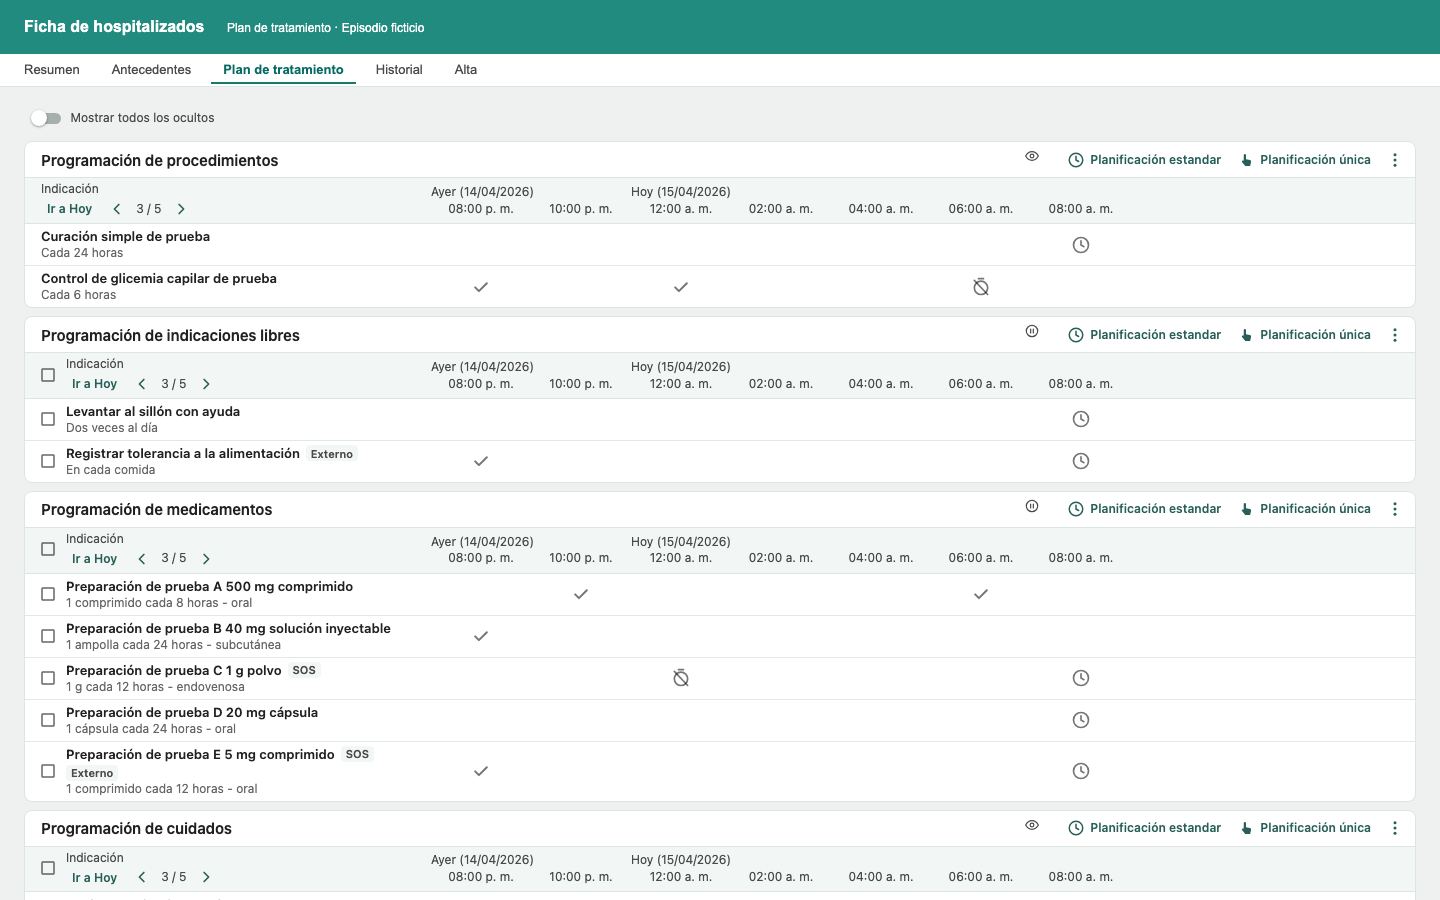 Ficha de hospitalizados Plan de tratamiento · Episodio ficticio
Resumen Antecedentes Plan de tratamiento Historial Alta
Mostrar todos los ocultos
Programación de procedimientos Planificación estandar Planificación única
Indicación Ayer (14/04/2026) Hoy (15/04/2026)
Ir a Hoy 3 / 5 08:00 p. m. 10:00 p. m. 12:00 a. m. 02:00 a. m. 04:00 a. m. 06:00 a. m. 08:00 a. m.
Curación simple de prueba
Cada 24 horas
Control de glicemia capilar de prueba
Cada 6 horas
Programación de indicaciones libres Planificación estandar Planificación única
Indicación Ayer (14/04/2026) Hoy (15/04/2026)
Ir a Hoy 3 / 5 08:00 p. m. 10:00 p. m. 12:00 a. m. 02:00 a. m. 04:00 a. m. 06:00 a. m. 08:00 a. m.
Levantar al sillón con ayuda
Dos veces al día
Registrar tolerancia a la alimentación Externo
En cada comida
Programación de medicamentos Planificación estandar Planificación única
Indicación Ayer (14/04/2026) Hoy (15/04/2026)
Ir a Hoy 3 / 5 08:00 p. m. 10:00 p. m. 12:00 a. m. 02:00 a. m. 04:00 a. m. 06:00 a. m. 08:00 a. m.
Preparación de prueba A 500 mg comprimido
1 comprimido cada 8 horas - oral
Preparación de prueba B 40 mg solución inyectable
1 ampolla cada 24 horas - subcutánea
Preparación de prueba C 1 g polvo SOS
1 g cada 12 horas - endovenosa
Preparación de prueba D 20 mg cápsula
1 cápsula cada 24 horas - oral
Preparación de prueba E 5 mg comprimido SOS
Externo
1 comprimido cada 12 horas - oral
Programación de cuidados Planificación estandar Planificación única
Indicación Ayer (14/04/2026) Hoy (15/04/2026)
Ir a Hoy 3 / 5 08:00 p. m. 10:00 p. m. 12:00 a. m. 02:00 a. m. 04:00 a. m. 06:00 a. m. 08:00 a. m.